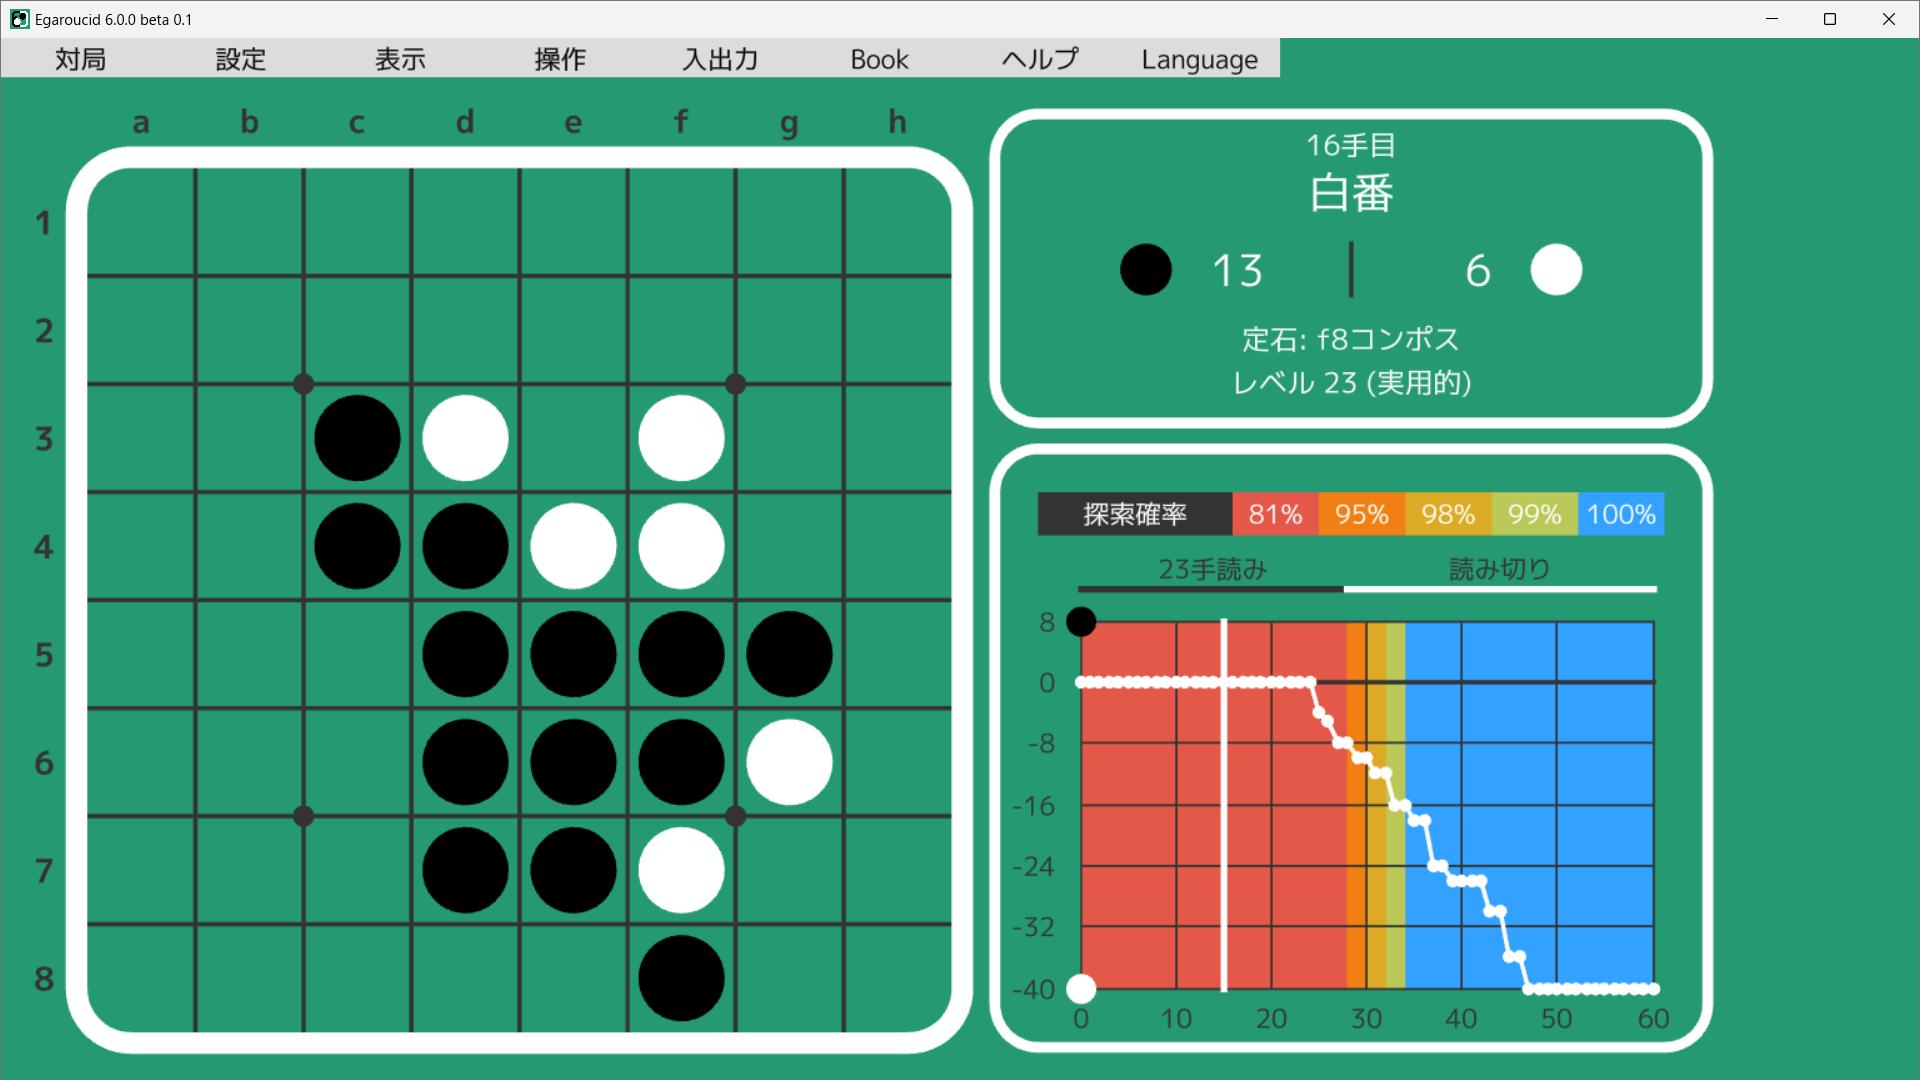 Egaroucid 6.0.0 beta 0.1
対局 設定 表示 操作 入出力 Book ヘルプ Language
a b c d e f g h
1
2
3
4
5
6
7
8
16手目
白番
13 6
定石: f8コンポス
レベル 23 (実用的)
探索確率 81% 95% 98% 99% 100%
23手読み 読み切り
8
0
-8
-16
-24
-32
-40
0 10 20 30 40 50 60